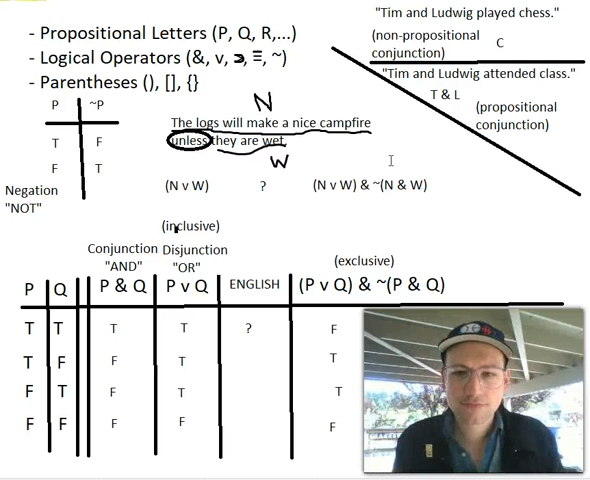 "Tim and Ludwig played chess."
- Propositional Letters (P, Q, R,...)
(non-propositional
conjunction) C
- Logical Operators (&, v, ⊃, ≡, ~)
"Tim and Ludwig attended class."
- Parentheses (), [], {}
T & L
(propositional
conjunction)
P ~P
T F
F T
Negation
"NOT"
N
The logs will make a nice campfire
unless they are wet.
W
(N v W) ? (N v W) & ~(N & W)
(inclusive)
Conjunction Disjunction
"AND" "OR" (exclusive)
P Q P & Q P v Q ENGLISH (P v Q) & ~(P & Q)
T T T T ? F
T F F T T
F T F T T
F F F F F